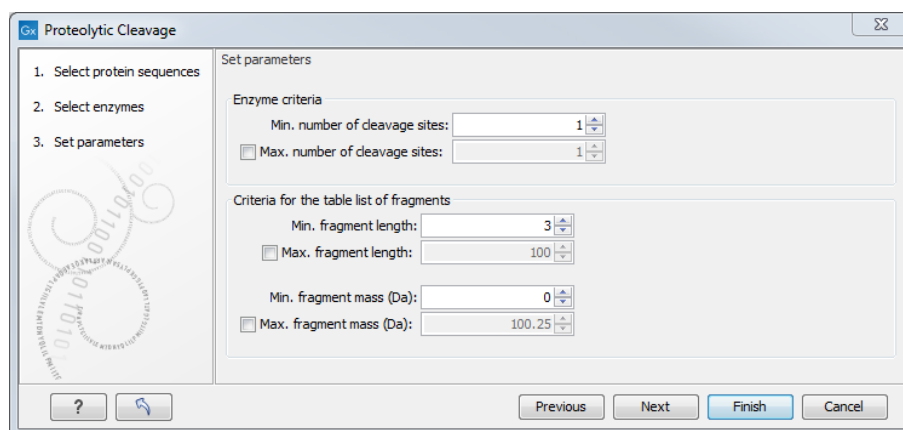 Gx Proteolytic Cleavage
1. Select protein sequences
2. Select enzymes
3. Set parameters
Set parameters
Enzyme criteria
Min. number of cleavage sites: 1
Max. number of cleavage sites: 1
Criteria for the table list of fragments
Min. fragment length: 3
Max. fragment length: 100
Min. fragment mass (Da): 0
Max. fragment mass (Da): 100.25
? Previous Next Finish Cancel